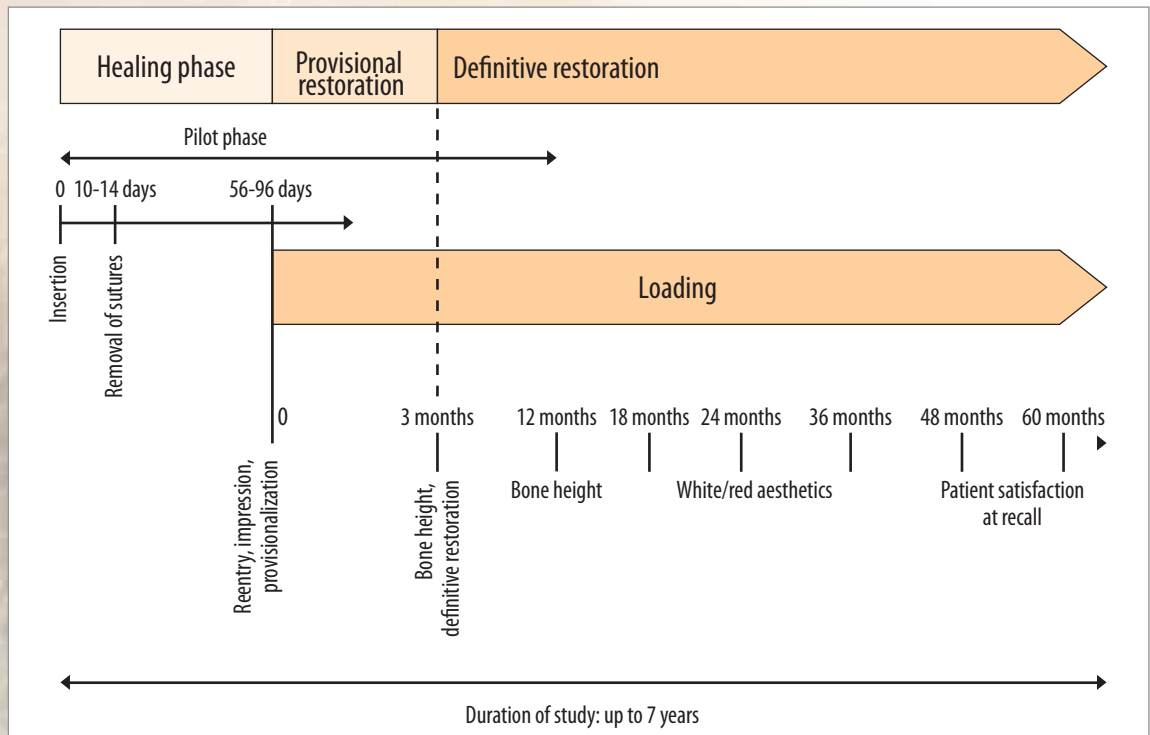 Healing phase
Provisional
restoration
Definitive restoration
Pilot phase
0 10-14 days 56-96 days
Insertion
Removal of sutures
Loading
0 3 months 12 months 18 months 24 months 36 months 48 months 60 months
Reentry, impression,
provisionalization
Bone height,
definitive restoration
Bone height
White/red aesthetics
Patient satisfaction
at recall
Duration of study: up to 7 years